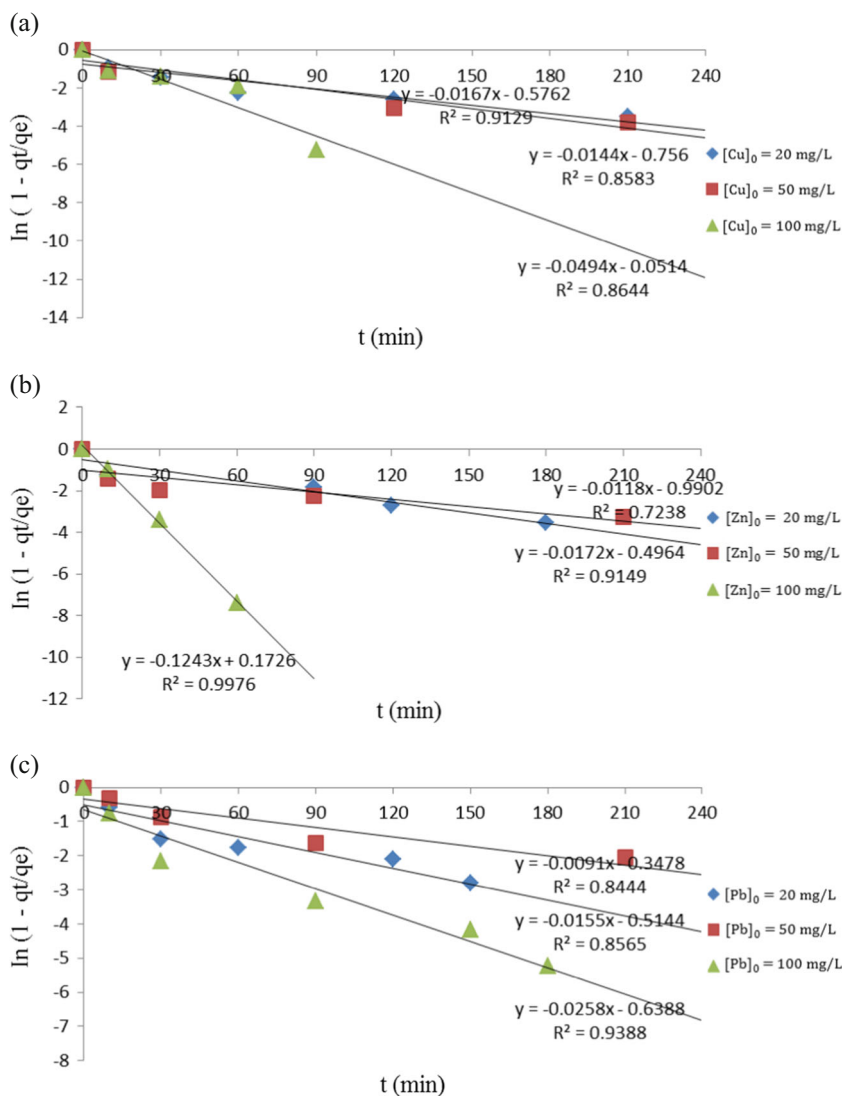 (a)
0
0 30 60 90 120 150 180 210 240
-2
y = -0.0167x - 0.5762
-4
R² = 0.9129
-6
y = -0.0144x - 0.756
R² = 0.8583
-8
-10
y = -0.0494x - 0.0514
-12
R² = 0.8644
-14
ln ( 1 - qt/qe)
t (min)
[Cu]₀ = 20 mg/L
[Cu]₀ = 50 mg/L
[Cu]₀ = 100 mg/L
(b)
2
0
0 30 60 90 120 150 180 210 240
-2
y = -0.0118x - 0.9902
R² = 0.7238
-4
y = -0.0172x - 0.4964
-6
R² = 0.9149
-8
-10
y = -0.1243x + 0.1726
R² = 0.9976
-12
ln (1 - qt/qe)
t (min)
[Zn]₀ = 20 mg/L
[Zn]₀ = 50 mg/L
[Zn]₀= 100 mg/L
(c)
0
0 30 60 90 120 150 180 210 240
-1
-2
y = -0.0091x - 0.3478
-3
R² = 0.8444
-4
y = -0.0155x - 0.5144
R² = 0.8565
-5
-6
y = -0.0258x - 0.6388
-7
R² = 0.9388
-8
ln (1 - qt/qe)
t (min)
[Pb]₀ = 20 mg/L
[Pb]₀ = 50 mg/L
[Pb]₀ = 100 mg/L